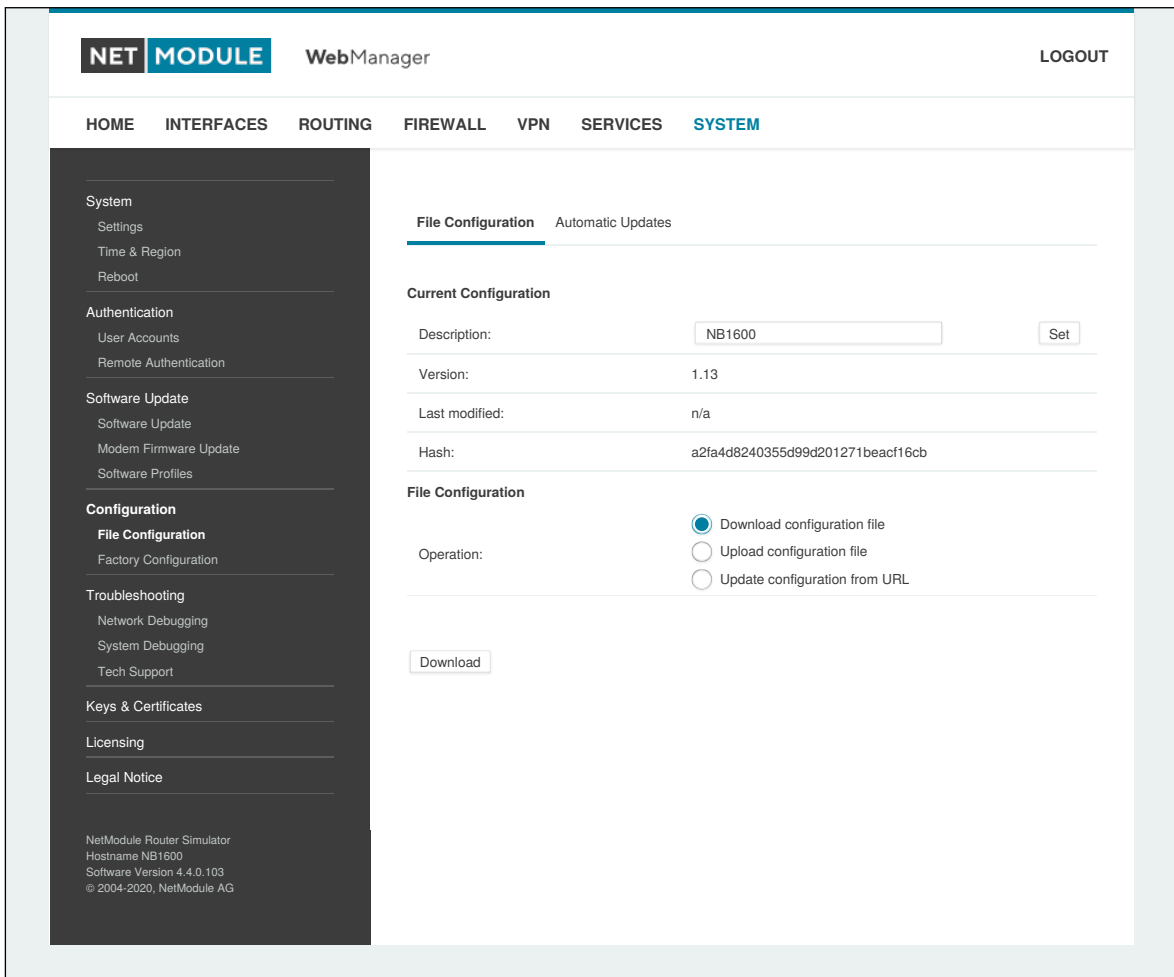 NET MODULE WebManager LOGOUT
HOME INTERFACES ROUTING FIREWALL VPN SERVICES SYSTEM
System
Settings
Time & Region
Reboot
Authentication
User Accounts
Remote Authentication
Software Update
Software Update
Modem Firmware Update
Software Profiles
Configuration
File Configuration
Factory Configuration
Troubleshooting
Network Debugging
System Debugging
Tech Support
Keys & Certificates
Licensing
Legal Notice
NetModule Router Simulator
Hostname NB1600
Software Version 4.4.0.103
© 2004-2020, NetModule AG
File Configuration Automatic Updates
Current Configuration
Description: NB1600 Set
Version: 1.13
Last modified: n/a
Hash: a2fa4d8240355d99d201271beacf16cb
File Configuration
Operation:
Download configuration file
Upload configuration file
Update configuration from URL
Download